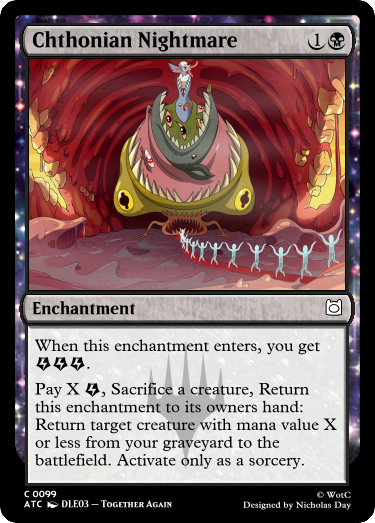 Chthonian Nightmare 1
Enchantment
When this enchantment enters, you get
.
Pay X , Sacrifice a creature, Return
this enchantment to its owners hand:
Return target creature with mana value X
or less from your graveyard to the
battlefield. Activate only as a sorcery.
C 0099
© WotC
ATC DLE03 – Together Again
Designed by Nicholas Day